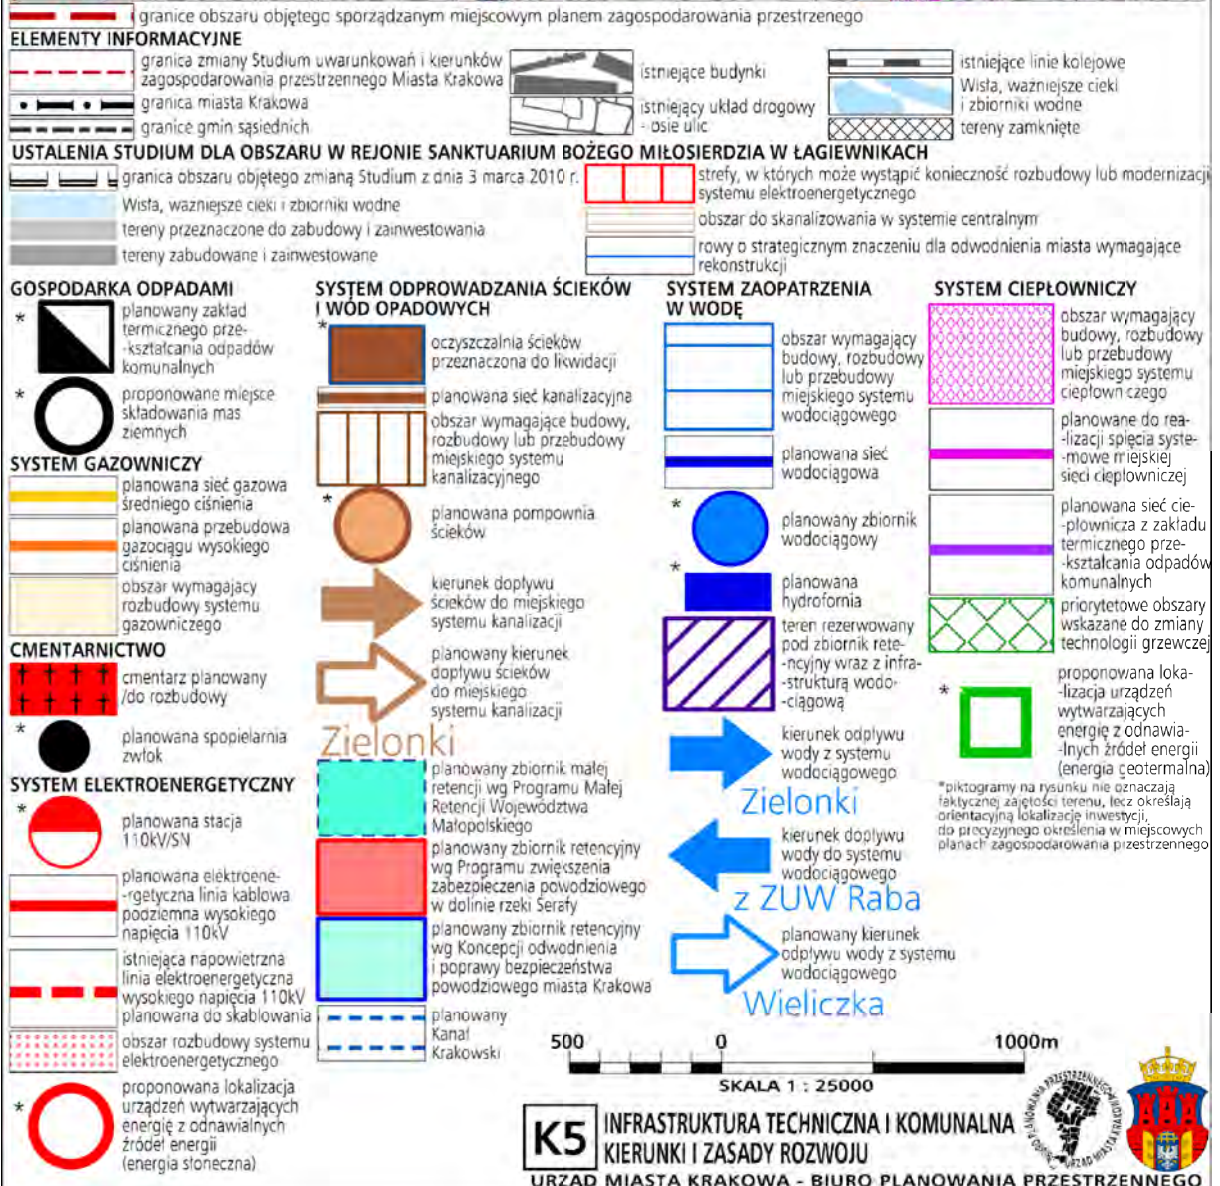 granice obszaru objętego sporządzanym miejscowym planem zagospodarowania przestrzenego
ELEMENTY INFORMACYJNE
granica zmiany Studium uwarunkowań i kierunków
zagospodarowania przestrzennego Miasta Krakowa
granica miasta Krakowa
granice gmin sąsiednich
istniejące budynki
istniejący układ drogowy
- osie ulic
istniejące linie kolejowe
Wisła, ważniejsze cieki
i zbiorniki wodne
tereny zamknięte
USTALENIA STUDIUM DLA OBSZARU W REJONIE SANKTUARIUM BOŻEGO MIŁOSIERDZIA W ŁAGIEWNIKACH
granica obszaru objętego zmianą Studium z dnia 3 marca 2010 r.
Wisła, ważniejsze cieki i zbiorniki wodne
tereny przeznaczone do zabudowy i zainwestowania
tereny zabudowane i zainwestowane
strefy, w których może wystąpić konieczność rozbudowy lub modernizacji
systemu elektroenergetycznego
obszar do skanalizowania w systemie centralnym
rowy o strategicznym znaczeniu dla odwodnienia miasta wymagające
rekonstrukcji
GOSPODARKA ODPADAMI
* planowany zakład
termicznego prze-
-kształcania odpadów
komunalnych
* proponowane miejsce
składowania mas
ziemnych
SYSTEM GAZOWNICZY
planowana sieć gazowa
średniego ciśnienia
planowana przebudowa
gazociągu wysokiego
ciśnienia
obszar wymagajacy
rozbudowy systemu
gazowniczego
CMENTARNICTWO
cmentarz planowany
/do rozbudowy
* planowana spopielarnia
zwłok
SYSTEM ELEKTROENERGETYCZNY
* planowana stacja
110kV/SN
planowana elektroene-
-rgetyczna linia kablowa
podziemna wysokiego
napięcia 110kV
istniejąca napowietrzna
linia elektroenergetyczna
wysokiego napięcia 110kV
planowana do skablowania
obszar rozbudowy systemu
elektroenergetycznego
* proponowana lokalizacja
urządzeń wytwarzających
energię z odnawialnych
źródeł energii
(energia słoneczna)
SYSTEM ODPROWADZANIA ŚCIEKÓW
I WÓD OPADOWYCH
* oczyszczalnia ścieków
przeznaczona do likwidacji
planowana sieć kanalizacyjna
obszar wymagające budowy,
rozbudowy lub przebudowy
miejskiego systemu
kanalizacyjnego
* planowana pompownia
ścieków
kierunek dopływu
ścieków do miejskiego
systemu kanalizacji
planowany kierunek
dopływu ścieków
do miejskiego
systemu kanalizacji
Zielonki
planowany zbiornik małej
retencji wg Programu Małej
Retencji Województwa
Małopolskiego
planowany zbiornik retencyjny
wg Programu zwiększenia
zabezpieczenia powodziowego
w dolinie rzeki Serafy
planowany zbiornik retencyjny
wg Koncepcji odwodnienia
i poprawy bezpieczeństwa
powodziowego miasta Krakowa
planowany
Kanał
Krakowski
SYSTEM ZAOPATRZENIA
W WODĘ
obszar wymagający
budowy, rozbudowy
lub przebudowy
miejskiego systemu
wodociągowego
planowana sieć
wodociągowa
* planowany zbiornik
wodociągowy
* planowana
hydrofornia
teren rezerwowany
pod zbiornik rete-
-ncyjny wraz z infra-
-strukturą wodo-
-ciągową
kierunek odpływu
wody z systemu
wodociągowego
Zielonki
kierunek dopływu
wody do systemu
wodociągowego
z ZUW Raba
planowany kierunek
odpływu wody z systemu
wodociągowego
Wieliczka
SYSTEM CIEPŁOWNICZY
obszar wymagający
budowy, rozbudowy
lub przebudowy
miejskiego systemu
ciepłown czego
planowane do rea-
-lizacji spięcia syste-
-mowe miejskiej
sieci ciepłowniczej
planowana sieć cie-
-płownicza z zakładu
termicznego prze-
-kształcania odpadów
komunalnych
priorytetowe obszary
wskazane do zmiany
technologii grzewczej
* proponowana loka-
-lizacja urządzeń
wytwarzających
energię z odnawia-
-lnych źródeł energii
(energia geotermalna)
*piktogramy na rysunku nie oznaczają
faktycznej zajętości terenu, lecz określają
orientacyjną lokalizację inwestycji,
do precyzyjnego określenia w miejscowych
planach zagospodarowania przestrzennego
500 0 1000m
SKALA 1 : 25000
K5 INFRASTRUKTURA TECHNICZNA I KOMUNALNA
KIERUNKI I ZASADY ROZWOJU
URZĄD MIASTA KRAKOWA - BIURO PLANOWANIA PRZESTRZENNEGO